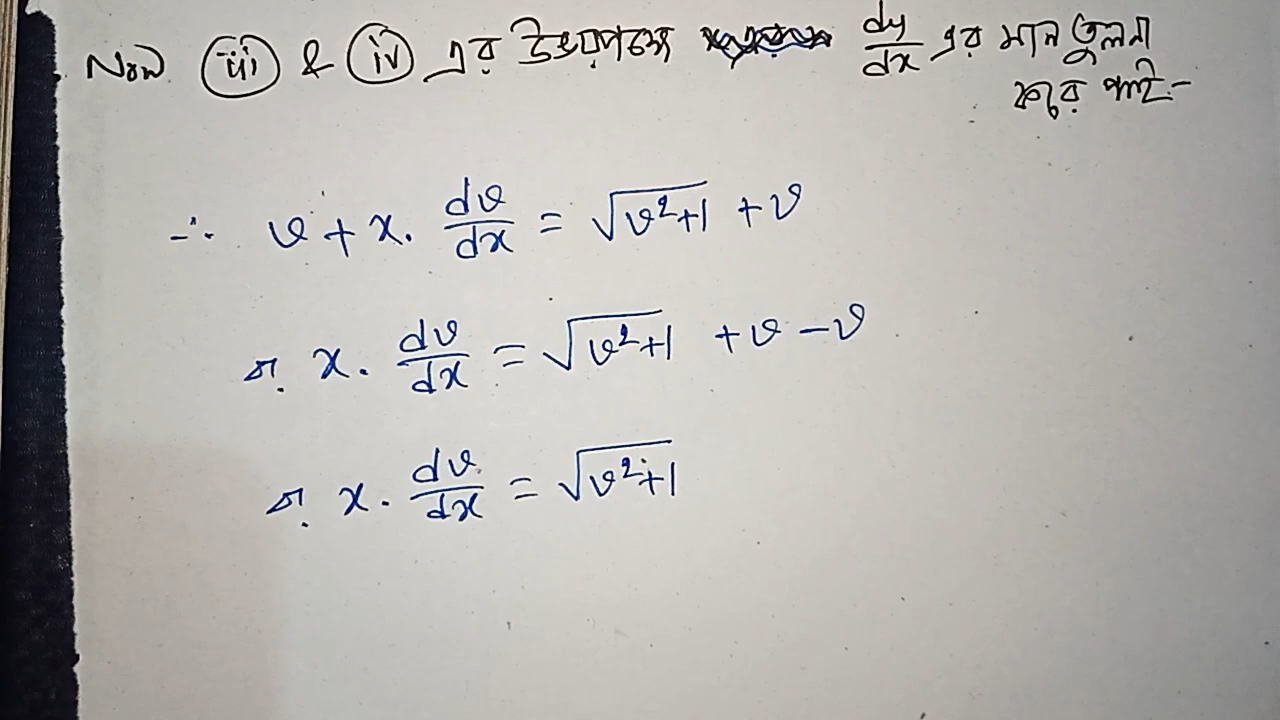 Now (iii) & (iv) এর উভয়পক্ষে dy/dx এর মান তুলনা
করে পাই:-
∴ v + x. dv/dx = √(v²+1) + v
বা, x. dv/dx = √(v²+1) + v - v
বা, x. dv/dx = √(v²+1)